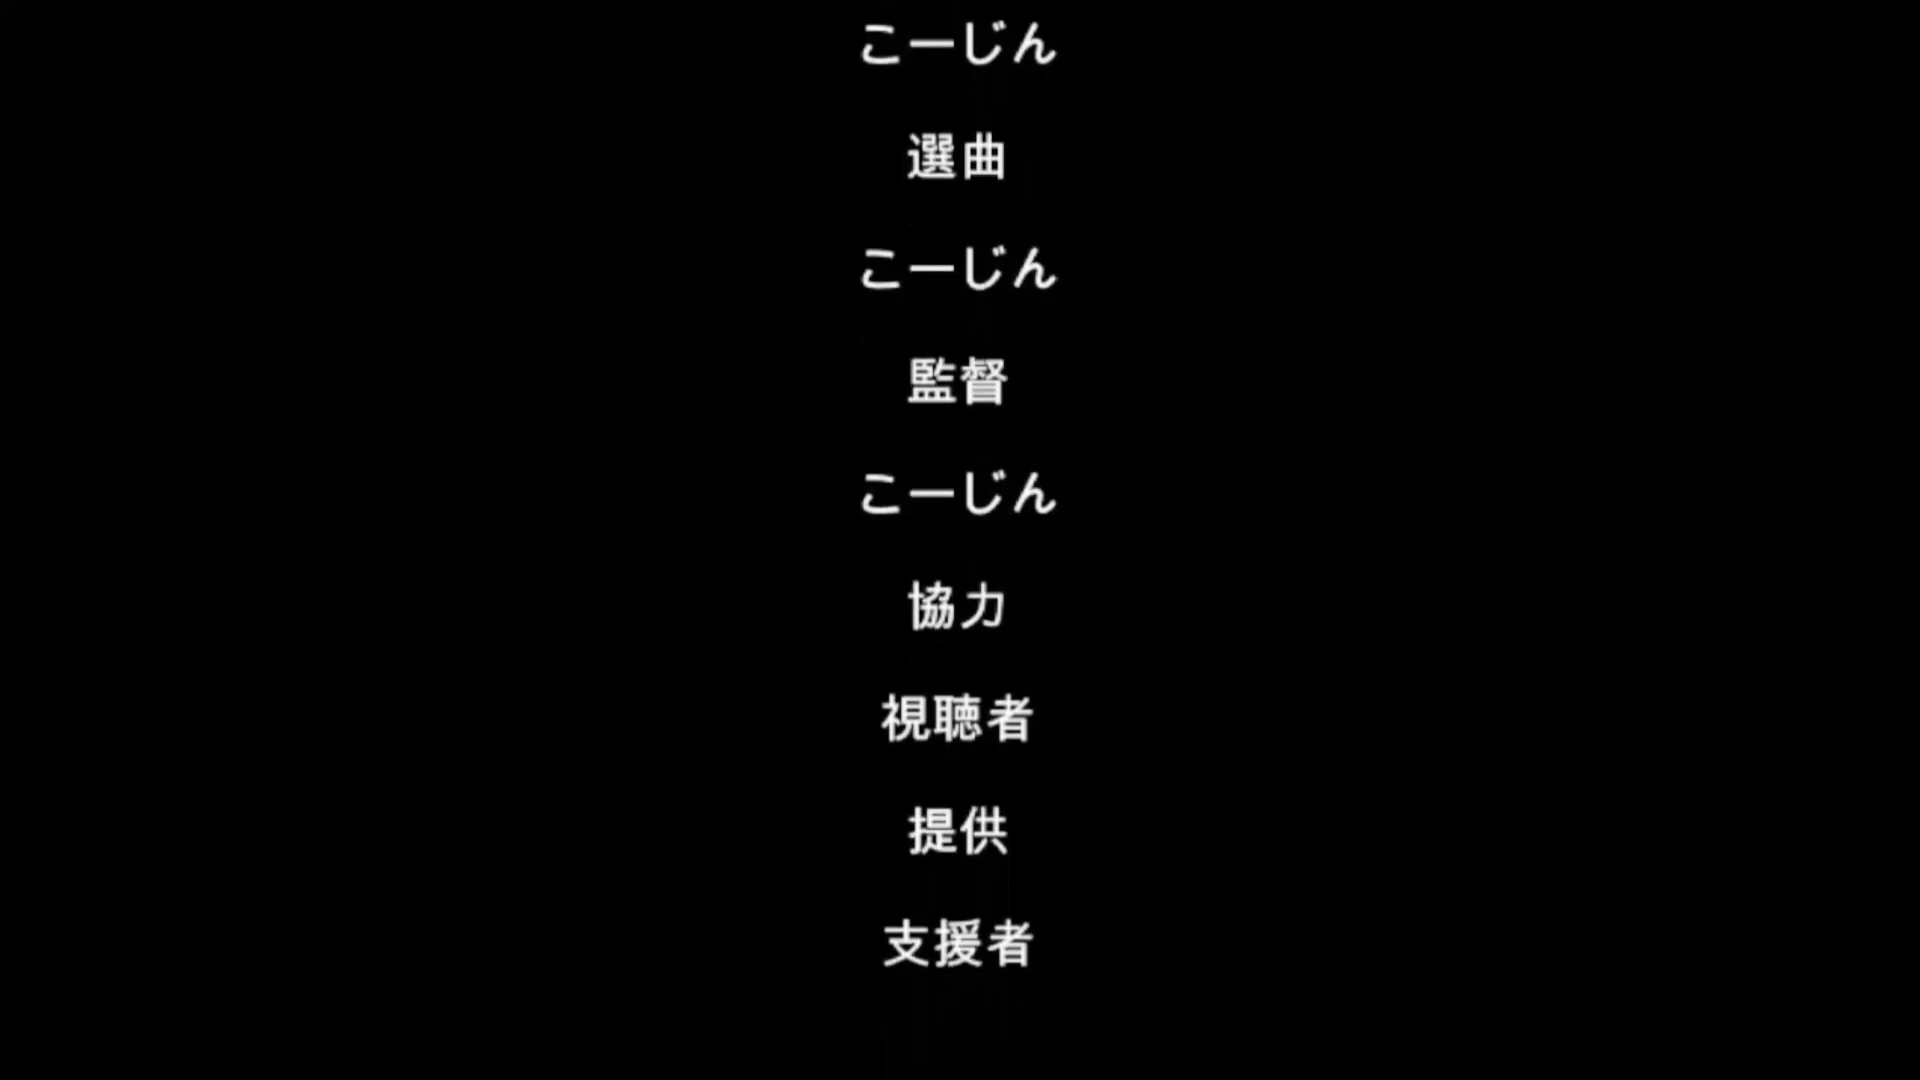 こーじん
選曲
こーじん
監督
こーじん
協力
視聴者
提供
支援者